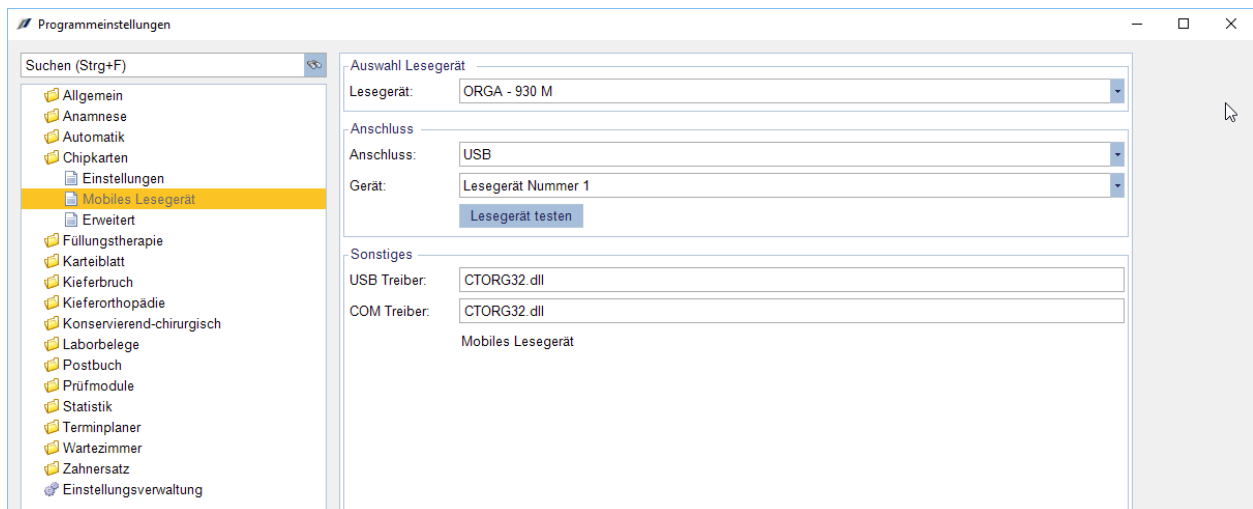 Programmeinstellungen
Suchen (Strg+F)
Allgemein
Anamnese
Automatik
Chipkarten
Einstellungen
Mobiles Lesegerät
Erweitert
Füllungstherapie
Karteiblatt
Kieferbruch
Kieferorthopädie
Konservierend-chirurgisch
Laborbelege
Postbuch
Prüfmodule
Statistik
Terminplaner
Wartezimmer
Zahnersatz
Einstellungsverwaltung
Auswahl Lesegerät
Lesegerät: ORGA - 930 M
Anschluss
Anschluss: USB
Gerät: Lesegerät Nummer 1
Lesegerät testen
Sonstiges
USB Treiber: CTORG32.dll
COM Treiber: CTORG32.dll
Mobiles Lesegerät